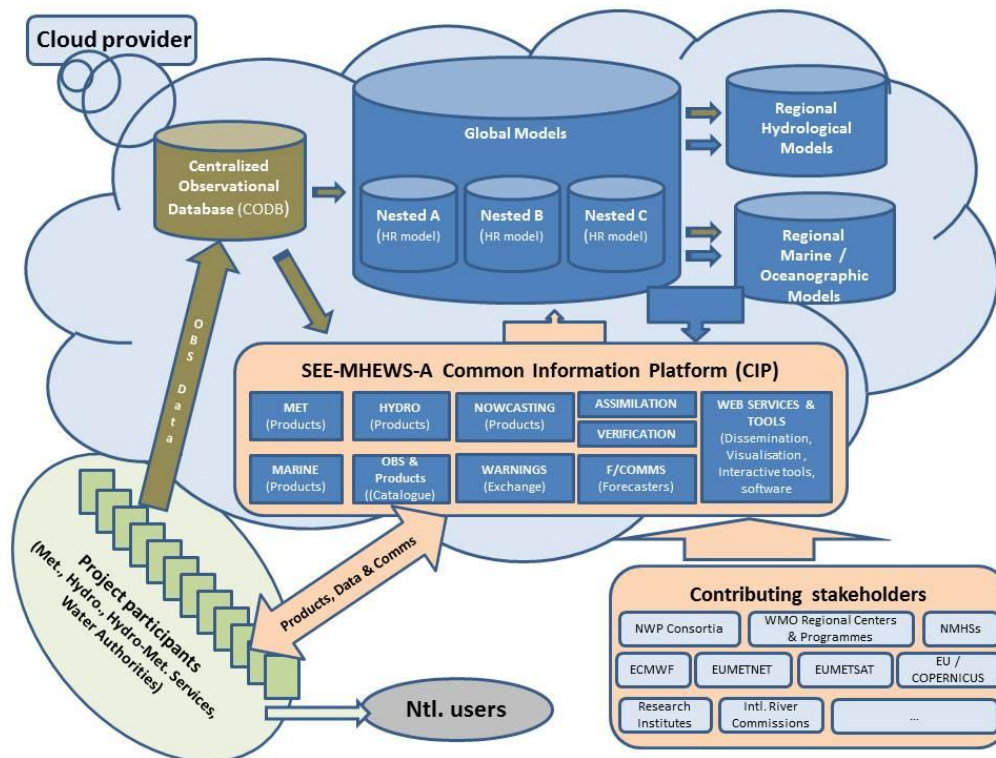 Cloud provider
Centralized
Observational
Database (CODB)
Global Models
Nested A
(HR model)
Nested B
(HR model)
Nested C
(HR model)
Regional
Hydrological
Models
Regional
Marine /
Oceanographic
Models
OBS Data
SEE-MHEWS-A Common Information Platform (CIP)
MET
(Products)
HYDRO
(Products)
NOWCASTING
(Products)
ASSIMILATION
VERIFICATION
WEB SERVICES &
TOOLS
(Dissemination,
Visualisation ,
Interactive tools,
software
MARINE
(Products)
OBS &
Products
((Catalogue)
WARNINGS
(Exchange)
F/COMMS
(Forecasters)
Project participants
(Met., Hydro., Hydro-Met. Services,
Water Authorities)
Products, Data & Comms
Ntl. users
Contributing stakeholders
NWP Consortia
WMO Regional Centers
& Programmes
NMHSs
ECMWF
EUMETNET
EUMETSAT
EU /
COPERNICUS
Research
Institutes
Intl. River
Commissions
...